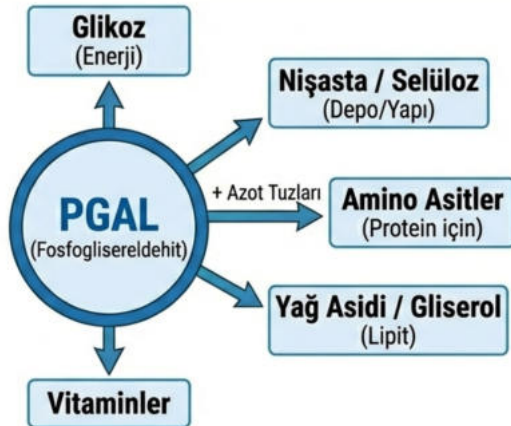 Glikoz
(Enerji)
Nişasta / Selüloz
(Depo/Yapı)
PGAL
(Fosfoglisereldehit)
+ Azot Tuzları
Amino Asitler
(Protein için)
Yağ Asidi / Gliserol
(Lipit)
Vitaminler